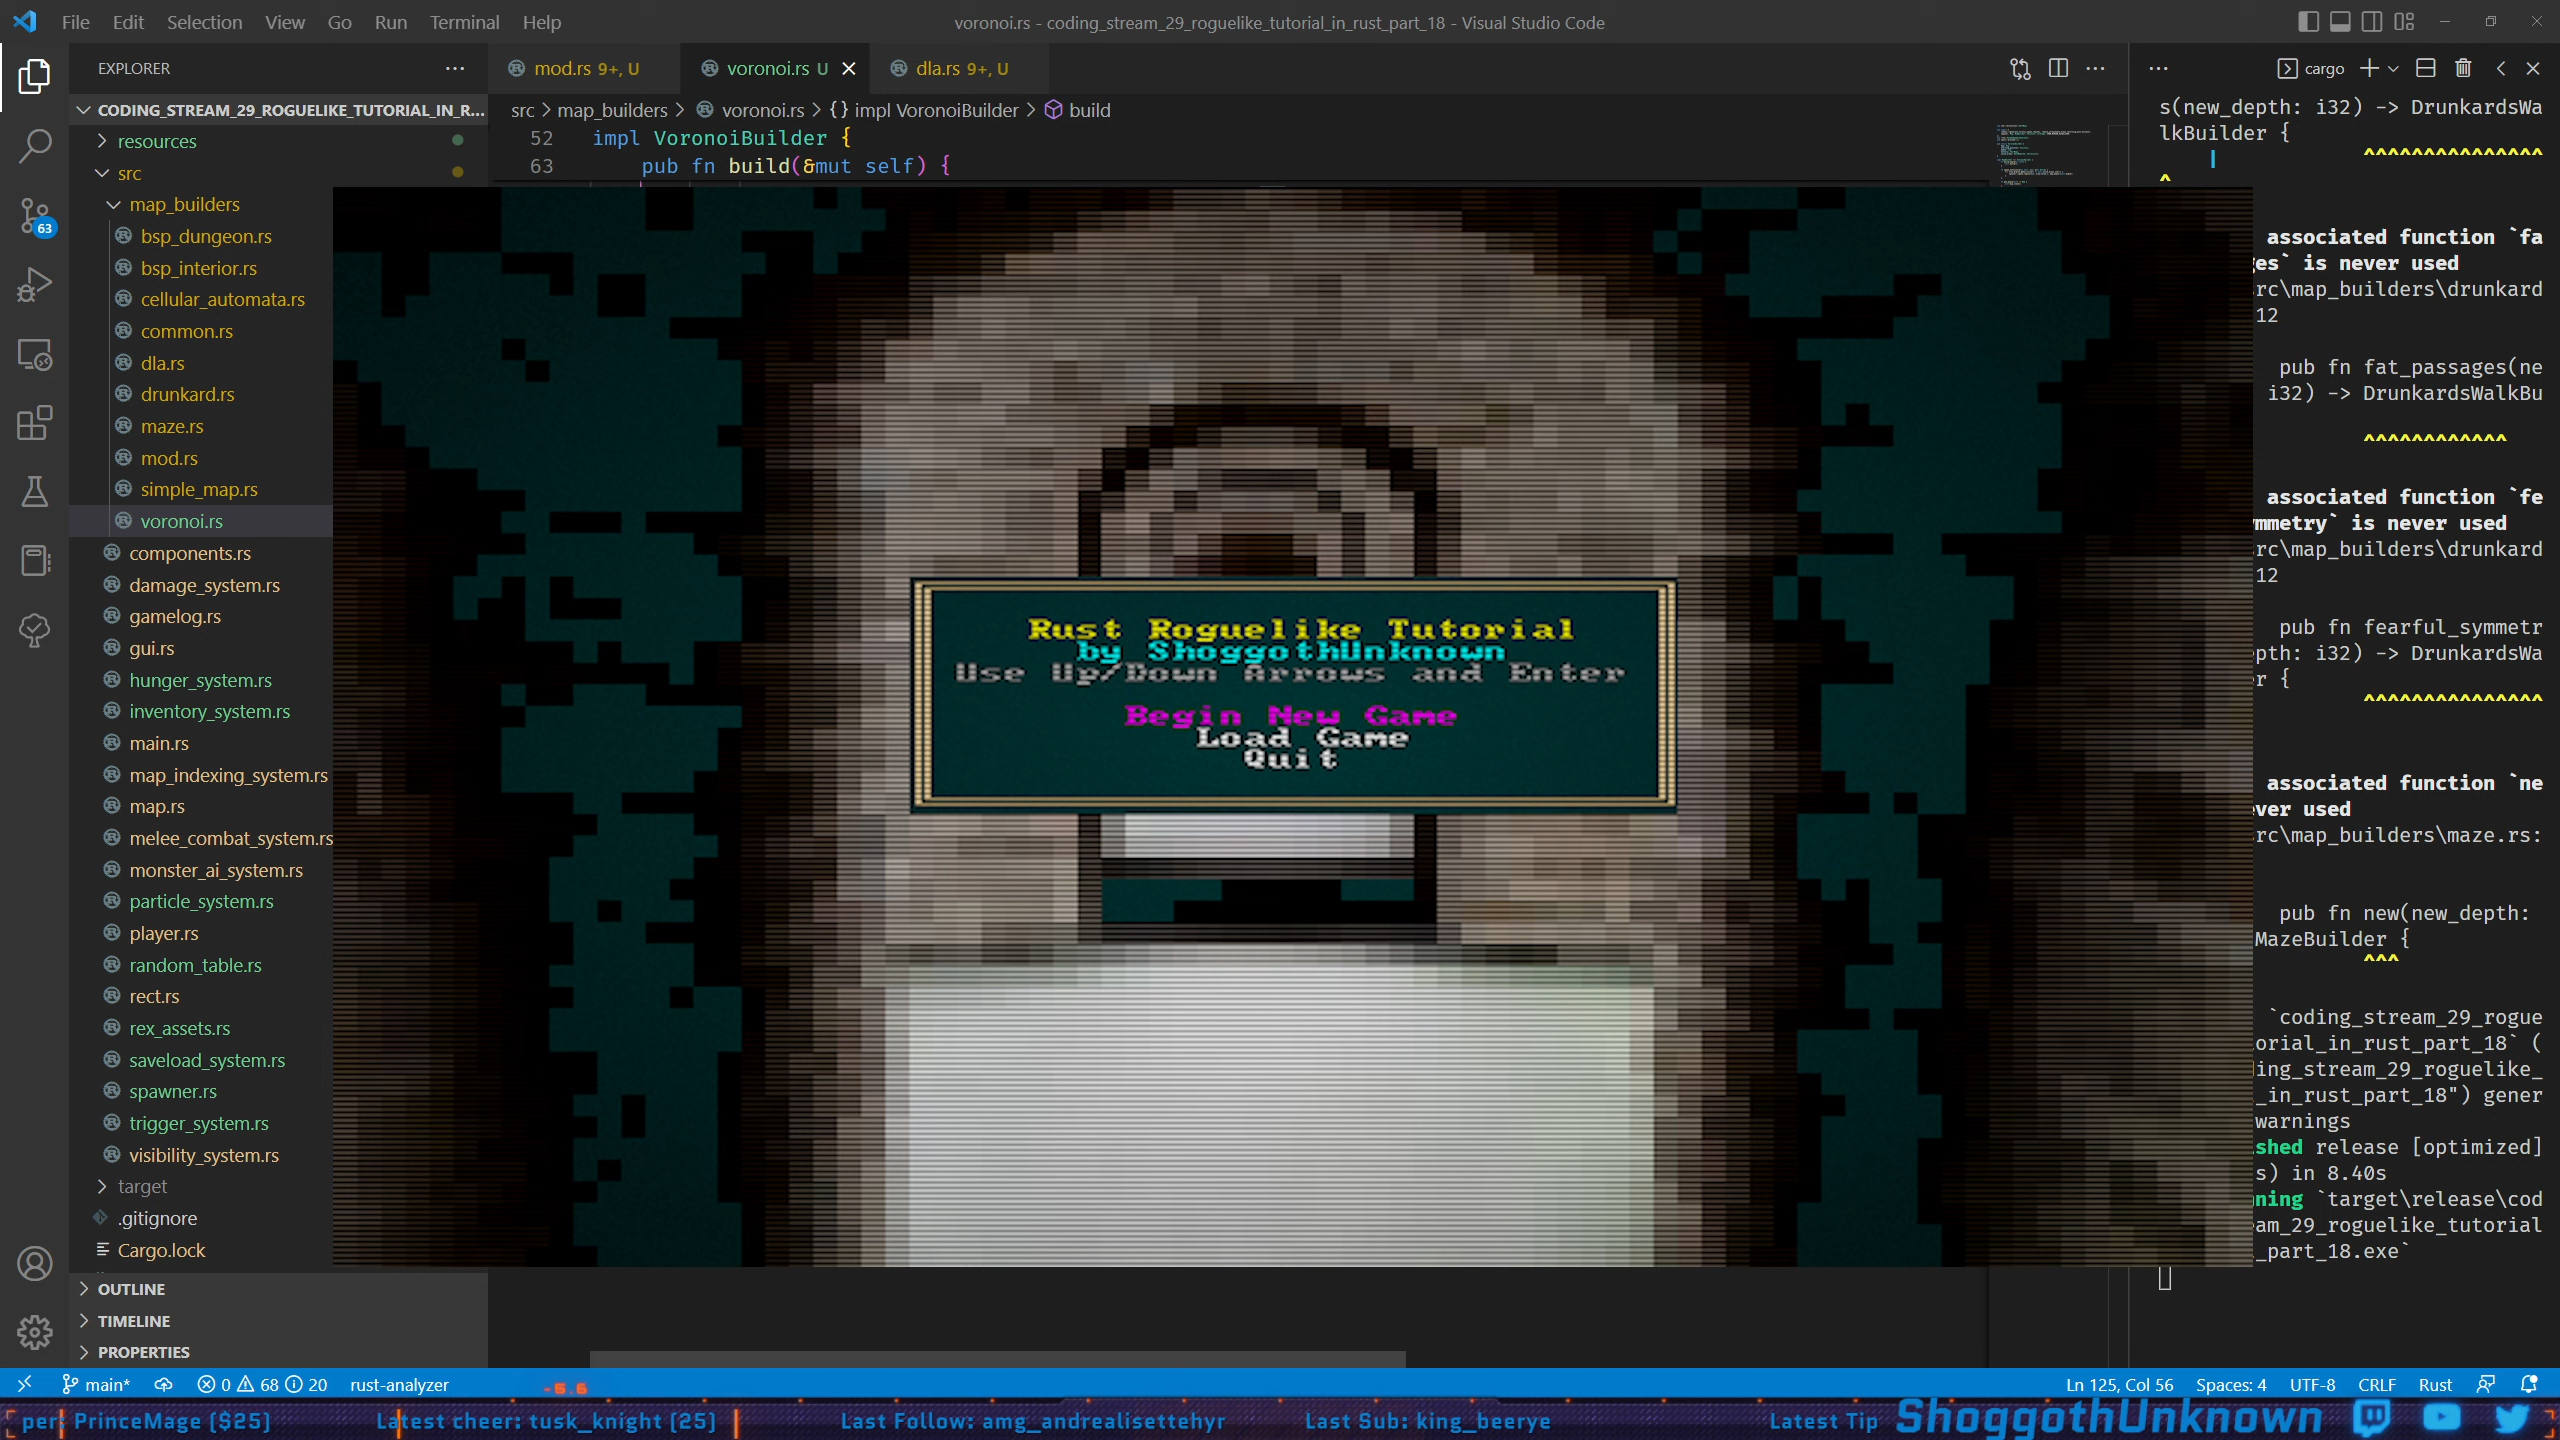 File Edit Selection View Go Run Terminal Help
voronoi.rs - coding_stream_29_roguelike_tutorial_in_rust_part_18 - Visual Studio Code
EXPLORER
CODING_STREAM_29_ROGUELIKE_TUTORIAL_IN_R...
resources
src
map_builders
bsp_dungeon.rs
bsp_interior.rs
cellular_automata.rs
common.rs
dla.rs
drunkard.rs
maze.rs
mod.rs
simple_map.rs
voronoi.rs
components.rs
damage_system.rs
gamelog.rs
gui.rs
hunger_system.rs
inventory_system.rs
main.rs
map_indexing_system.rs
map.rs
melee_combat_system.rs
monster_ai_system.rs
particle_system.rs
player.rs
random_table.rs
rect.rs
rex_assets.rs
saveload_system.rs
spawner.rs
trigger_system.rs
visibility_system.rs
target
.gitignore
Cargo.lock
OUTLINE
TIMELINE
PROPERTIES
63
mod.rs 9+, U
voronoi.rs U
dla.rs 9+, U
src > map_builders > voronoi.rs > {} impl VoronoiBuilder > build
52 impl VoronoiBuilder {
63 pub fn build(&mut self) {
Rust Roguelike Tutorial
by ShoggothUnknown
Use Up/Down Arrows and Enter
Begin New Game
Load Game
Quit
cargo
s(new_depth: i32) -> DrunkardsWa
lkBuilder {
| ^^^^^^^^^^^^^^^
^
associated function `fa
ges` is never used
rc\map_builders\drunkard
12
pub fn fat_passages(ne
i32) -> DrunkardsWalkBu
^^^^^^^^^^^^
associated function `fe
mmetry` is never used
rc\map_builders\drunkard
12
pub fn fearful_symmetr
pth: i32) -> DrunkardsWa
r {
^^^^^^^^^^^^^^^
associated function `ne
ver used
rc\map_builders\maze.rs:
pub fn new(new_depth:
MazeBuilder {
^^^
`coding_stream_29_rogue
orial_in_rust_part_18` (
ing_stream_29_roguelike_
_in_rust_part_18") gener
warnings
shed release [optimized]
s) in 8.40s
ning `target\release\cod
am_29_roguelike_tutorial
_part_18.exe`
main* 0 68 20 rust-analyzer
Ln 125, Col 56 Spaces: 4 UTF-8 CRLF Rust
-5.6
per: PrinceMage ($25) Latest cheer: tusk_knight (25) Last Follow: amg_andrealisettehyr Last Sub: king_beerye Latest Tip ShoggothUnknown